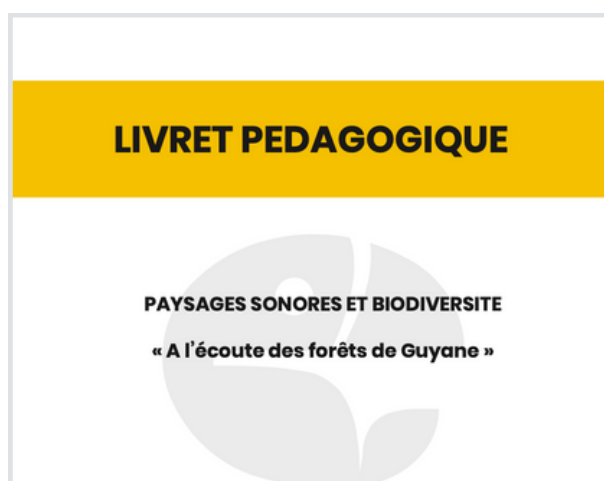 LIVRET PEDAGOGIQUE
PAYSAGES SONORES ET BIODIVERSITE
« A l'écoute des forêts de Guyane »